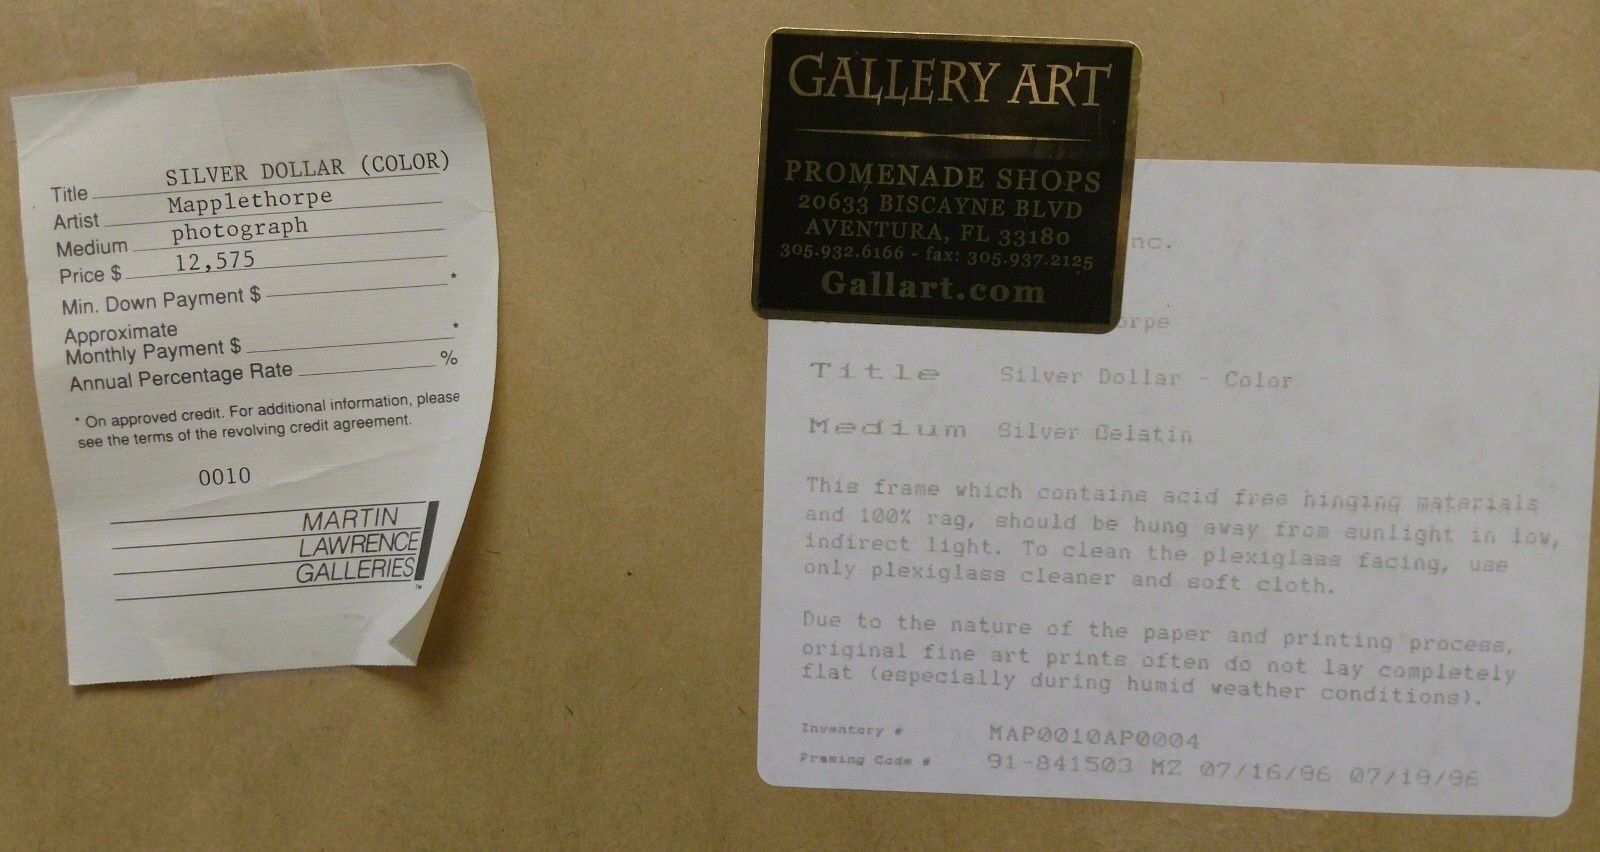 Title SILVER DOLLAR (COLOR)
Artist Mapplethorpe
Medium photograph
Price $ 12,575
Min. Down Payment $ *
Approximate
Monthly Payment $ *
Annual Percentage Rate %
* On approved credit. For additional information, please
see the terms of the revolving credit agreement.
0010
MARTIN
LAWRENCE
GALLERIES™
GALLERY ART
PROMENADE SHOPS
20633 BISCAYNE BLVD
AVENTURA, FL 33180
305.932.6166 - fax: 305.937.2125
Gallart.com
nc.
orpe
Title Silver Dollar - Color
Medium Silver Gelatin
This frame which contains acid free hinging materials
and 100% rag, should be hung away from sunlight in low,
indirect light. To clean the plexiglass facing, use
only plexiglass cleaner and soft cloth.
Due to the nature of the paper and printing process,
original fine art prints often do not lay completely
flat (especially during humid weather conditions).
Inventory # MAP0010AP0004
Framing Code # 91-841503 MZ 07/16/96 07/19/96